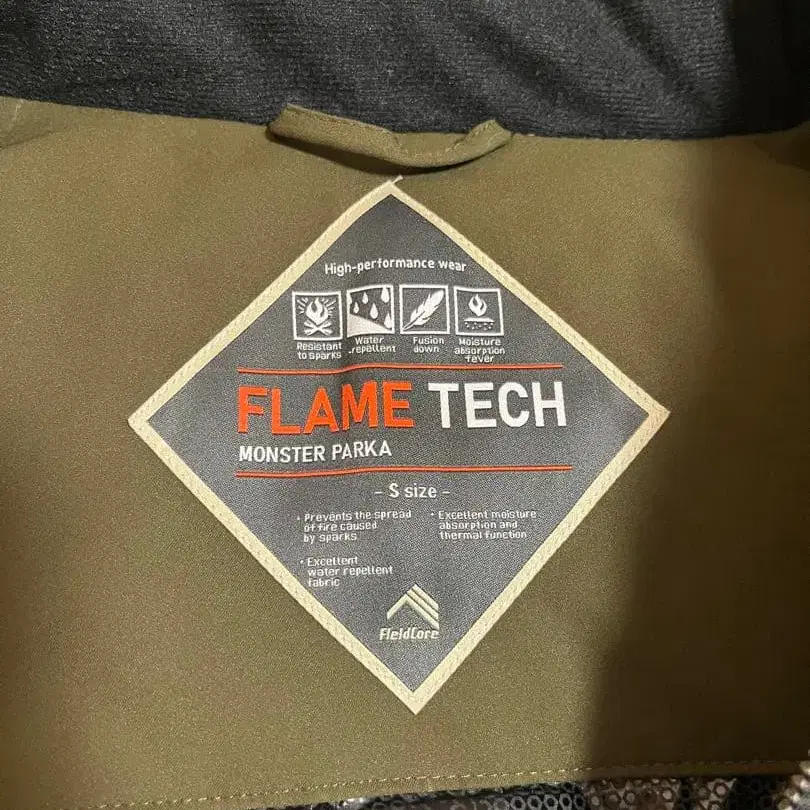 High-performance wear
Resistant to sparks
Water repellent
Fusion down
Moisture absorption fever
FLAME TECH
MONSTER PARKA
- S size -
• Prevents the spread
of fire caused
by sparks
• Excellent
water repellent
fabric
• Excellent moisture
absorption and
thermal function
FieldCore